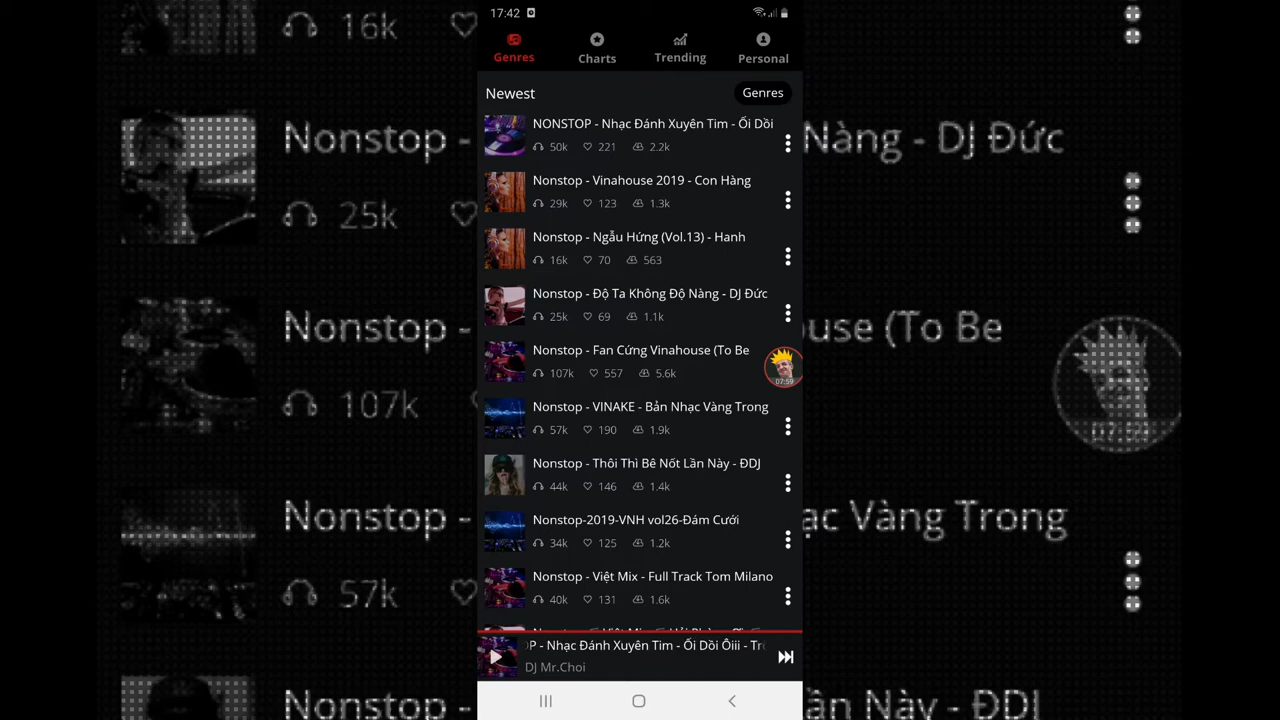 17:42
Genres
Charts
Trending
Personal
Newest
Genres
NONSTOP - Nhạc Đánh Xuyên Tim - Ối Dồi
50k 221 2.2k
Nonstop - Vinahouse 2019 - Con Hàng
29k 123 1.3k
Nonstop - Ngẫu Hứng (Vol.13) - Hanh
16k 70 563
Nonstop - Độ Ta Không Độ Nàng - DJ Đức
25k 69 1.1k
Nonstop - Fan Cứng Vinahouse (To Be
107k 557 5.6k
07:59
Nonstop - VINAKE - Bản Nhạc Vàng Trong
57k 190 1.9k
Nonstop - Thôi Thì Bê Nốt Lần Này - ĐDJ
44k 146 1.4k
Nonstop-2019-VNH vol26-Đám Cưới
34k 125 1.2k
Nonstop - Việt Mix - Full Track Tom Milano
40k 131 1.6k
OP - Nhạc Đánh Xuyên Tim - Ối Dồi Ôiii - Tr
DJ Mr.Choi
16k
Nonstop - Nàng - DJ Đức
25k
Nonstop - ouse (To Be
107k
Nonstop - ạc Vàng Trong
57k
Nonstop - ần Này - ĐDJ